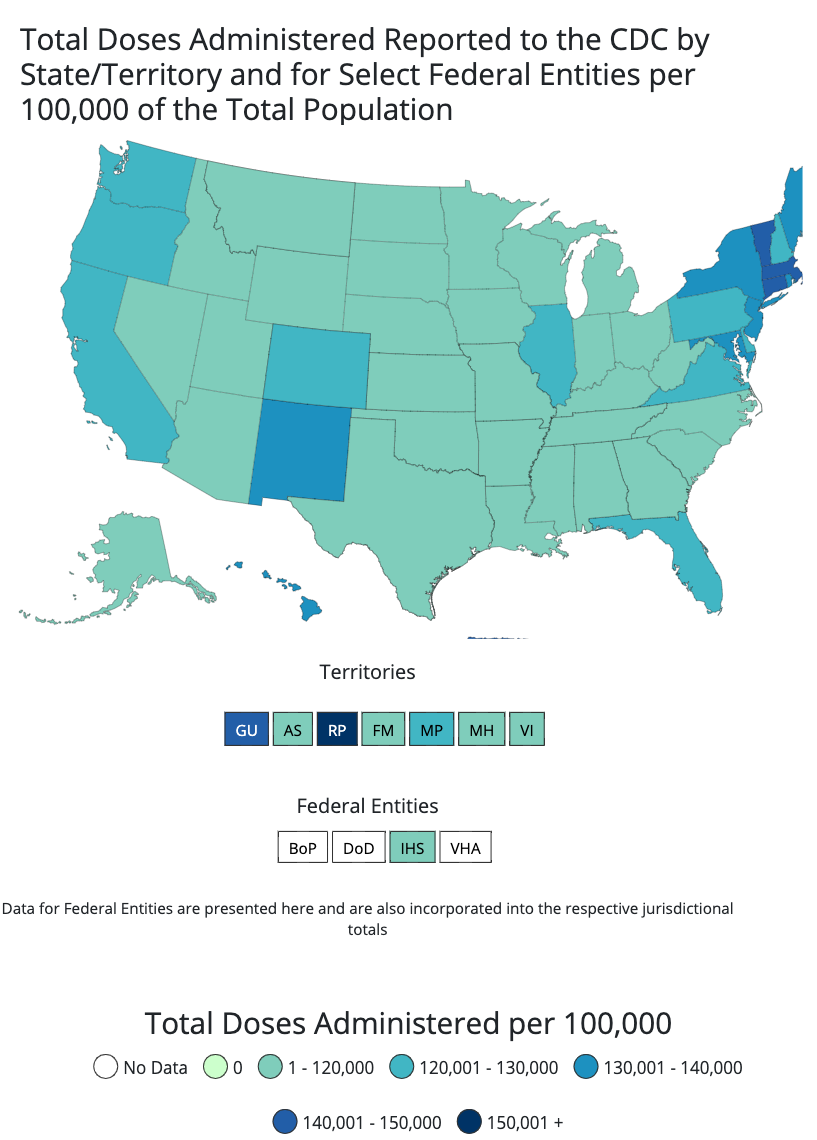 Total Doses Administered Reported to the CDC by
State/Territory and for Select Federal Entities per
100,000 of the Total Population
Territories
GU AS RP FM MP MH VI
Federal Entities
BoP DoD IHS VHA
Data for Federal Entities are presented here and are also incorporated into the respective jurisdictional
totals
Total Doses Administered per 100,000
No Data 0 1 - 120,000 120,001 - 130,000 130,001 - 140,000
140,001 - 150,000 150,001 +